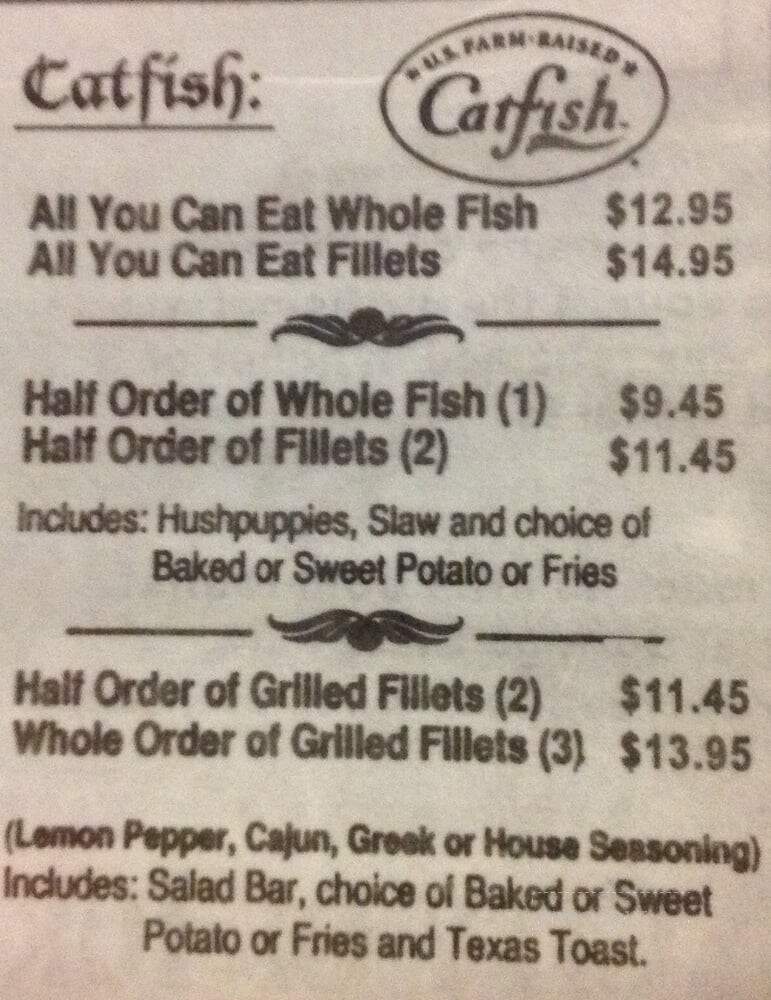 Catfish:
★ U.S. FARM-RAISED ★
Catfish
All You Can Eat Whole Fish $12.95
All You Can Eat Fillets $14.95
Half Order of Whole Fish (1) $9.45
Half Order of Fillets (2) $11.45
Includes: Hushpuppies, Slaw and choice of
Baked or Sweet Potato or Fries
Half Order of Grilled Fillets (2) $11.45
Whole Order of Grilled Fillets (3) $13.95
(Lemon Pepper, Cajun, Greek or House Seasoning)
Includes: Salad Bar, choice of Baked or Sweet
Potato or Fries and Texas Toast.